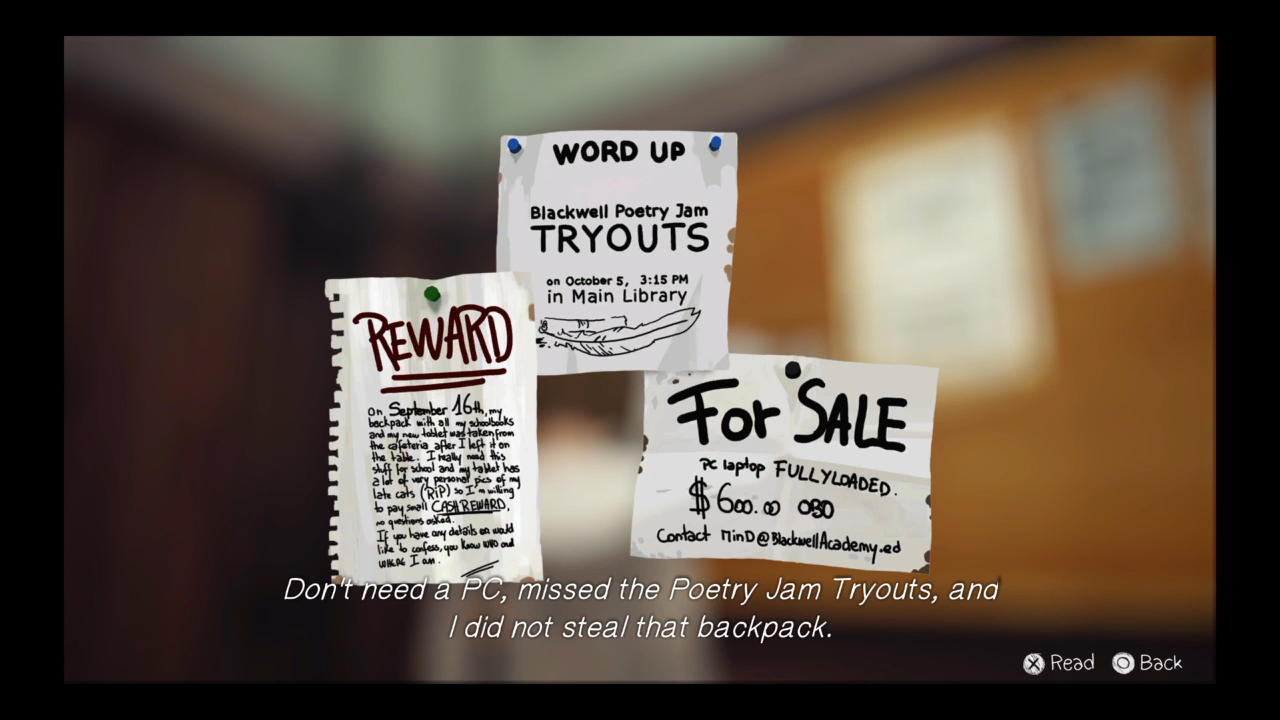 WORD UP
Blackwell Poetry Jam
TRYOUTS
on October 5, 3:15 PM
in Main Library
REWARD
On September 16th, my
backpack with all my schoolbooks
and my new tablet was taken from
the cafeteria after I left it on
the table. I really need this
stuff for school and my tablet has
a lot of very personal pics of my
late cats (RIP) so I'm willing
to pay small CASH REWARD,
no questions asked.
If you have any details or would
like to confess, you know WHO and
WHERE I am.
For SALE
PC laptop FULLYLOADED.
$600.00 OBO
Contact MinD@BlackwellAcademy.ed
Don't need a PC, missed the Poetry Jam Tryouts, and
I did not steal that backpack.
Read
Back